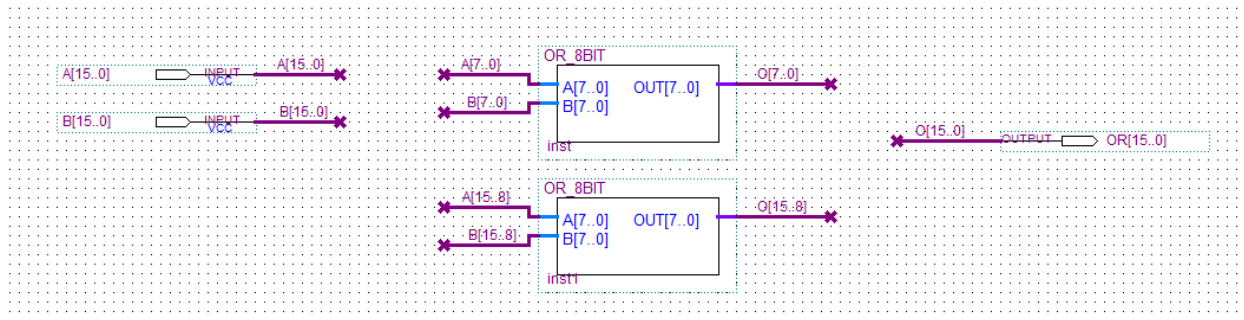 A[15..0] INPUT VCC A[15..0]
B[15..0] INPUT VCC B[15..0]
OR_8BIT
A[7..0] A[7..0] OUT[7..0] O[7..0]
B[7..0] B[7..0]
inst
O[15..0] OUTPUT OR[15..0]
OR_8BIT
A[15..8] A[7..0] OUT[7..0] O[15..8]
B[15..8] B[7..0]
inst1